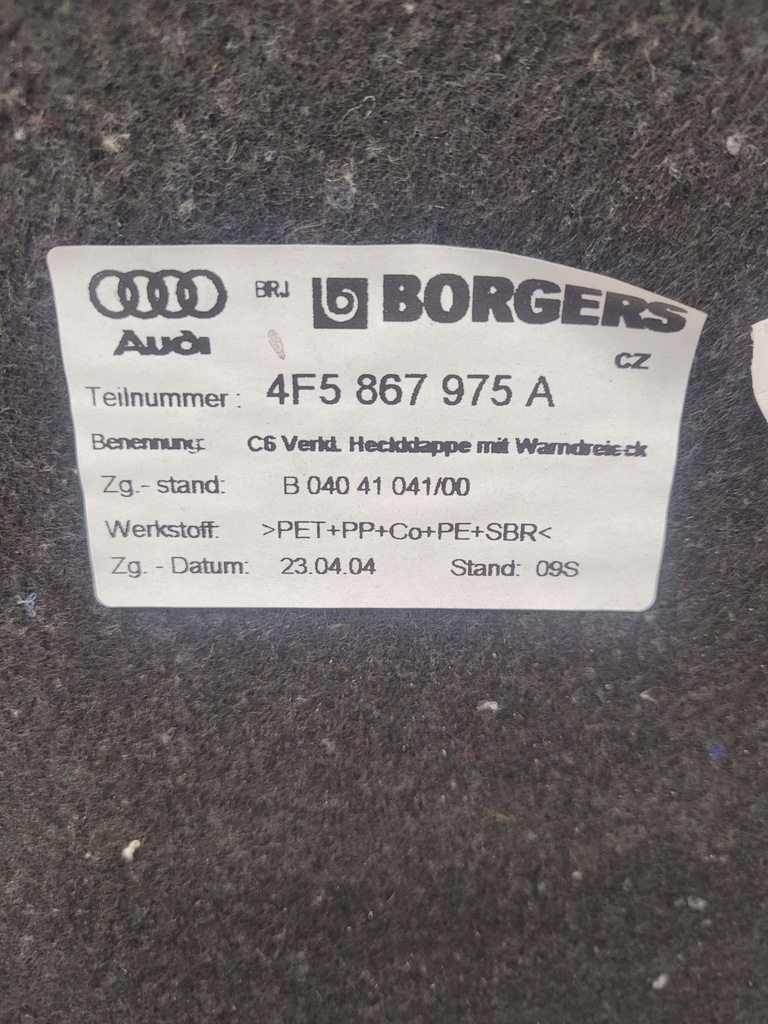 BRJ BORGERS
Audi
CZ
Teilnummer: 4F5 867 975 A
Benennung: C6 Verkl. Heckklappe mit Warndreieck
Zg.- stand: B 040 41 041/00
Werkstoff: >PET+PP+Co+PE+SBR<
Zg. - Datum: 23.04.04 Stand: 09S